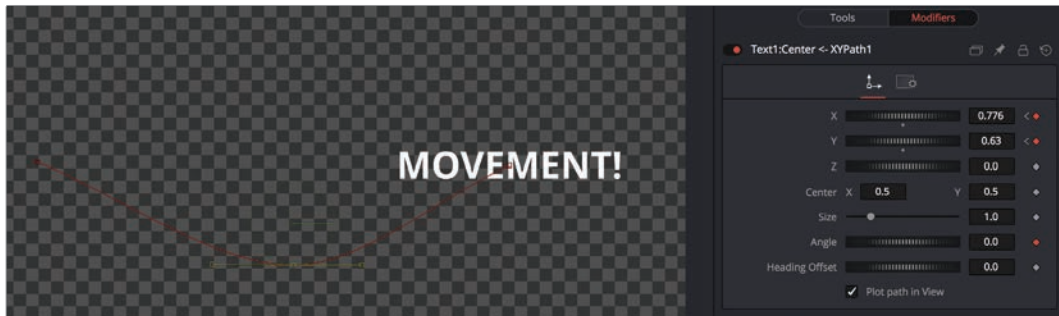 Tools Modifiers
Text1:Center <- XYPath1
X 0.776
Y 0.63
Z 0.0
Center X 0.5 Y 0.5
Size 1.0
Angle 0.0
Heading Offset 0.0
Plot path in View
MOVEMENT!